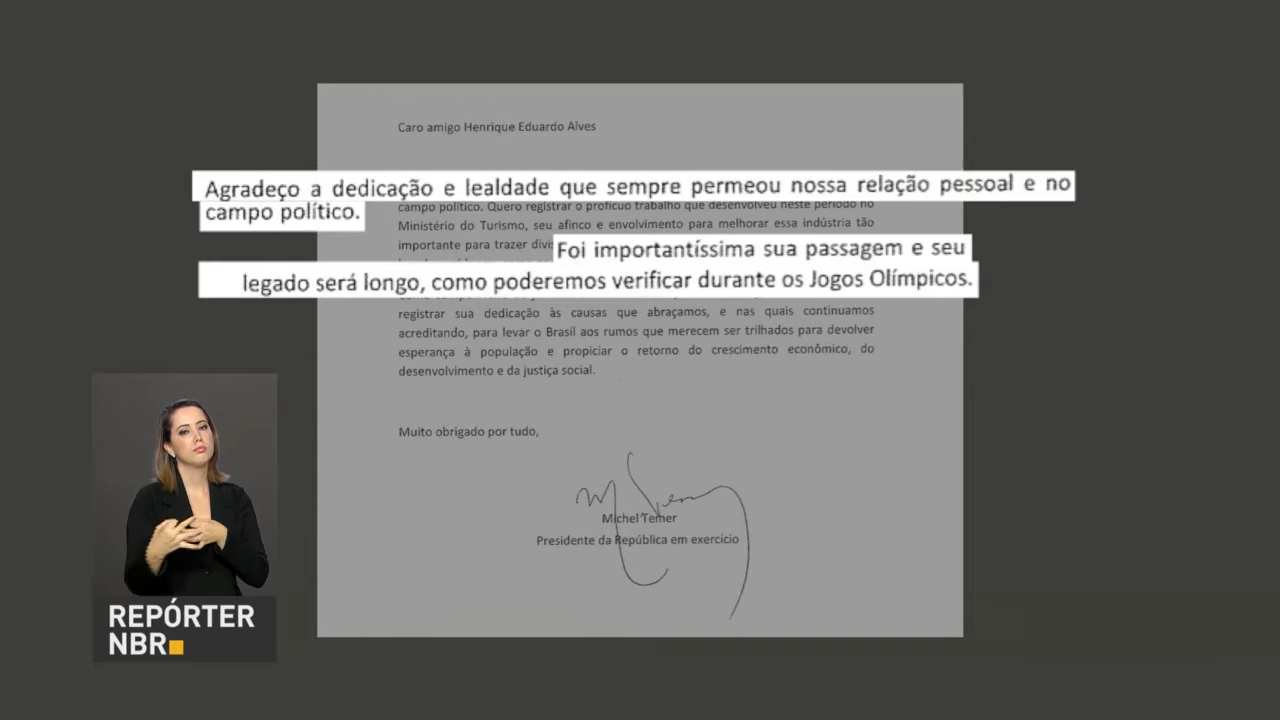 Caro amigo Henrique Eduardo Alves
Agradeço a dedicação e lealdade que sempre permeou nossa relação pessoal e no
campo político.
campo político. Quero registrar o profícuo trabalho que desenvolveu neste período no
Ministério do Turismo, seu afinco e envolvimento para melhorar essa indústria tão
importante para trazer
Foi importantíssima sua passagem e seu
legado será longo, como poderemos verificar durante os Jogos Olímpicos.
registrar sua dedicação às causas que abraçamos, e nas quais continuamos
acreditando, para levar o Brasil aos rumos que merecem ser trilhados para devolver
esperança à população e propiciar o retorno do crescimento econômico, do
desenvolvimento e da justiça social.
Muito obrigado por tudo,
Michel Temer
Presidente da República em exercício
REPÓRTER
NBR